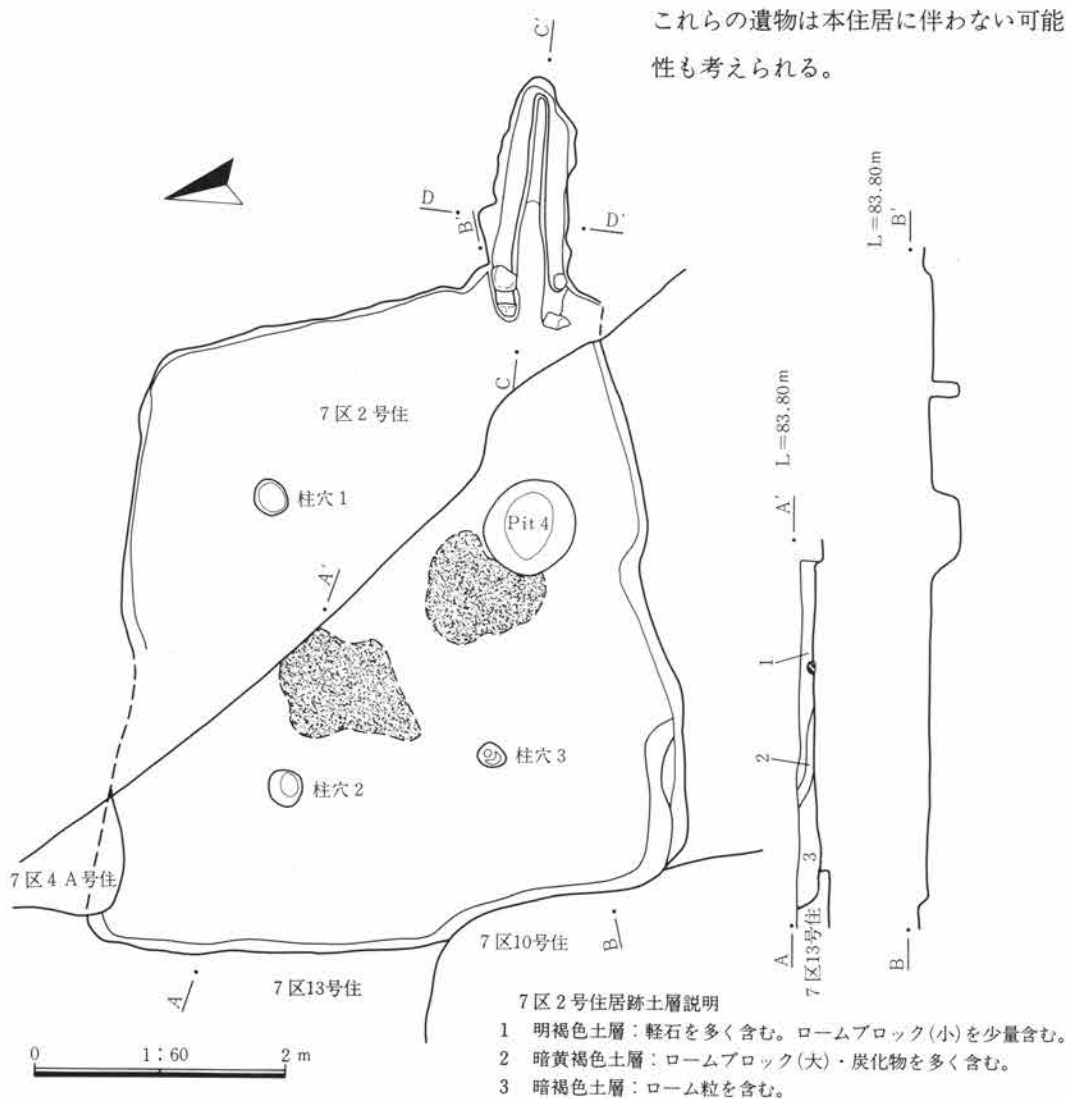 これらの遺物は本住居に伴わない可能
性も考えられる。
C'
D
B'
D'
C
L=83.80m
B'
L=83.80m
A'
7区2号住
柱穴1
Pit 4
A'
柱穴3
柱穴2
1
2
3
7区4A号住
7区10号住
B
7区13号住
A
A
7区13号住
B
7区2号住居跡土層説明
1 明褐色土層:軽石を多く含む。ロームブロック(小)を少量含む。
2 暗黄褐色土層:ロームブロック(大)・炭化物を多く含む。
3 暗褐色土層:ローム粒を含む。
0 1:60 2 m